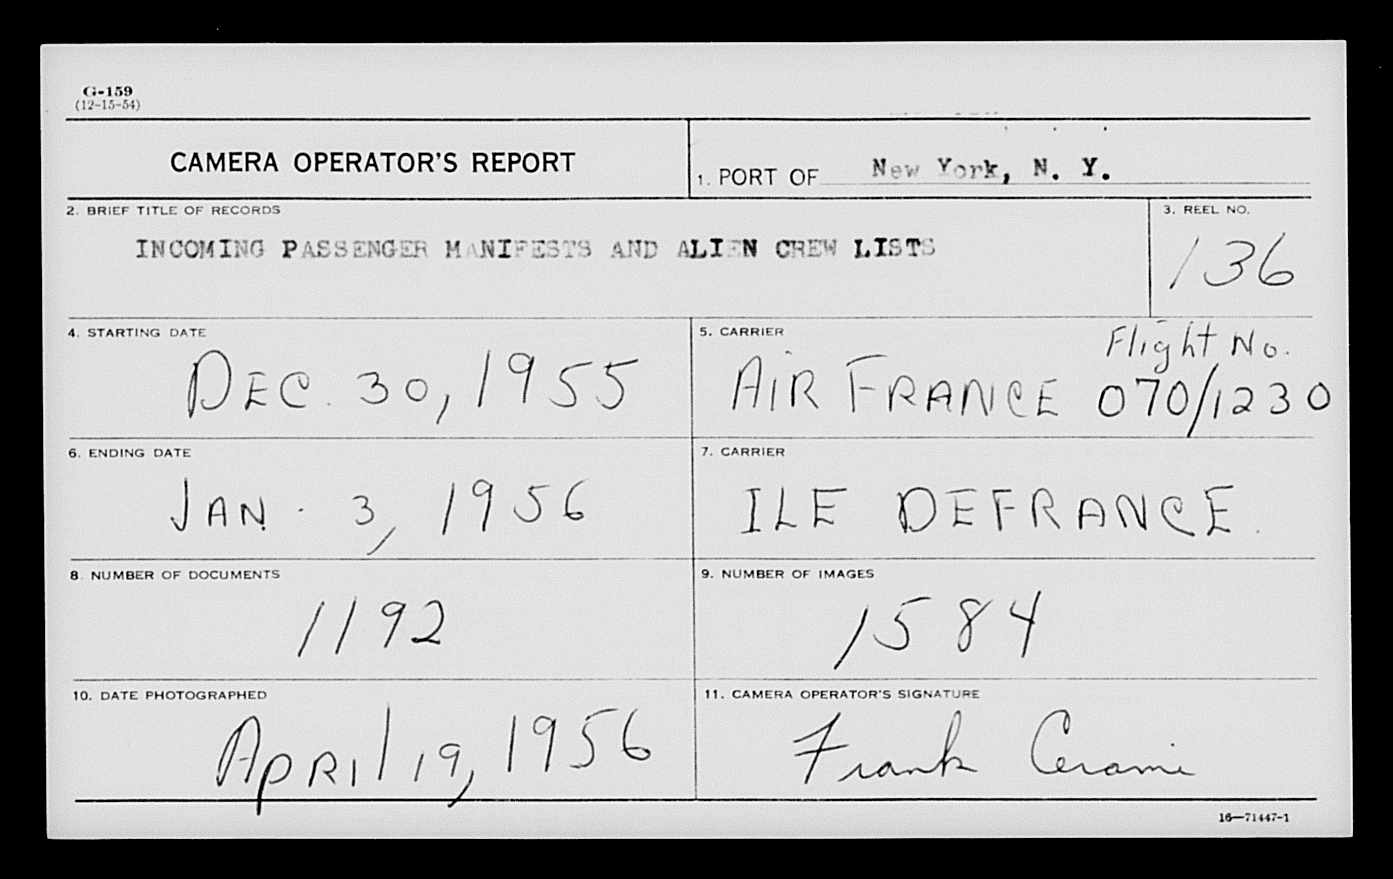 G-159
(12-15-54)
CAMERA OPERATOR'S REPORT
1. PORT OF New York, N. Y.
2. BRIEF TITLE OF RECORDS
INCOMING PASSENGER MANIFESTS AND ALIEN CREW LISTS
3. REEL NO.
136
4. STARTING DATE
DEC. 30, 1955
5. CARRIER
Flight No.
AIR FRANCE 070/1230
6. ENDING DATE
JAN. 3, 1956
7. CARRIER
ILE DEFRANCE.
8. NUMBER OF DOCUMENTS
1192
9. NUMBER OF IMAGES
1584
10. DATE PHOTOGRAPHED
APRIL 19, 1956
11. CAMERA OPERATOR'S SIGNATURE
Frank Cerami
16—71447-1